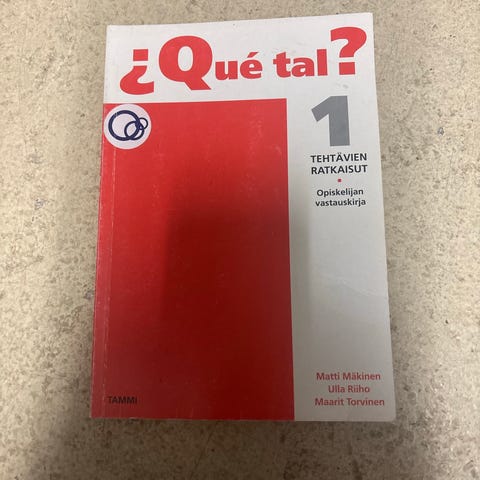 ¿Qué tal?
1
TEHTÄVIEN
RATKAISUT
Opiskelijan
vastauskirja
Matti Mäkinen
Ulla Riiho
Maarit Torvinen
TAMMI